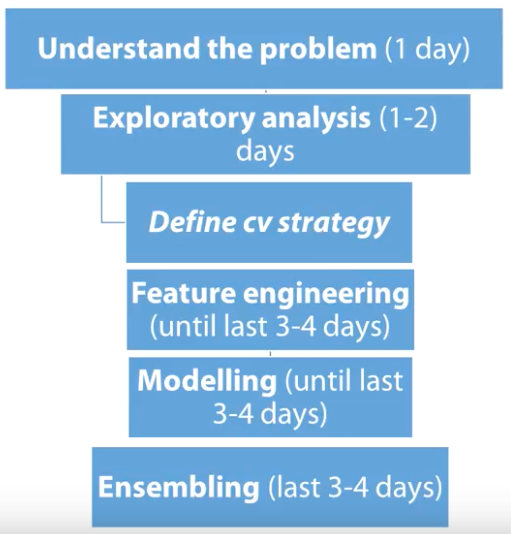 Understand the problem (1 day)
Exploratory analysis (1-2)
days
Define cv strategy
Feature engineering
(until last 3-4 days)
Modelling (until last
3-4 days)
Ensembling (last 3-4 days)